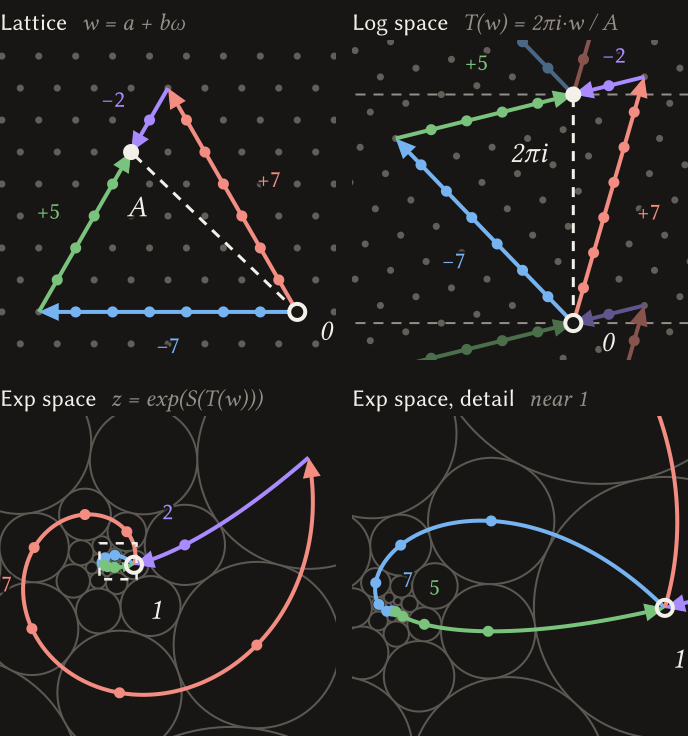 Lattice w = a + bω
−2
+7
+5
A
0
−7
Log space T(w) = 2πi·w / A
+5
−2
2πi
+7
−7
0
Exp space z = exp(S(T(w)))
2
7
1
Exp space, detail near 1
7
5
1